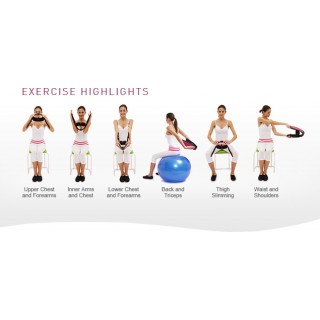 EXERCISE HIGHLIGHTS
Upper Chest
and Forearms
Inner Arms
and Chest
Lower Chest
and Forearms
Back and
Triseps
Thigh
Slimming
Waist and
Shoulders